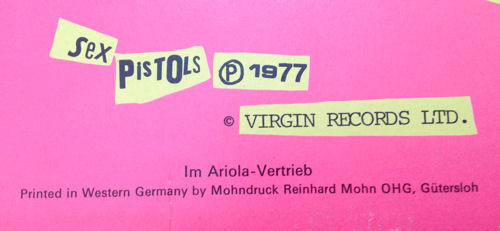 Sex PISTOLS ℗ 1977
© VIRGIN RECORDS LTD.
Im Ariola-Vertrieb
Printed in Western Germany by Mohndruck Reinhard Mohn OHG, Gütersloh